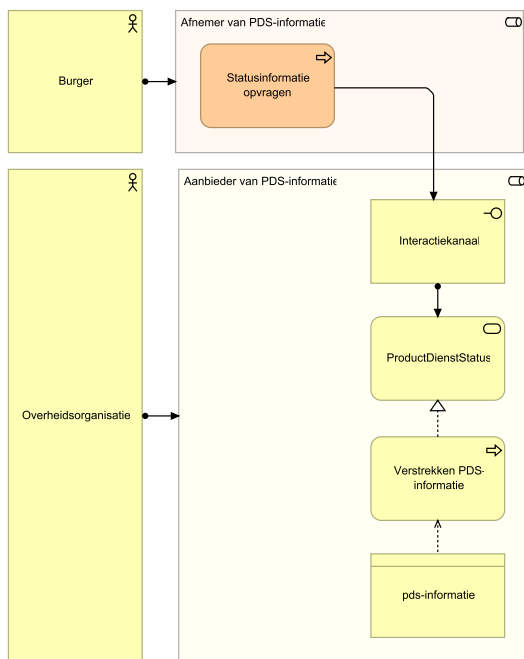 Afnemer van PDS-informatie
Burger
Statusinformatie
opvragen
Aanbieder van PDS-informatie
Interactiekanaal
ProductDienstStatus
Overheidsorganisatie
Verstrekken PDS-
informatie
pds-informatie